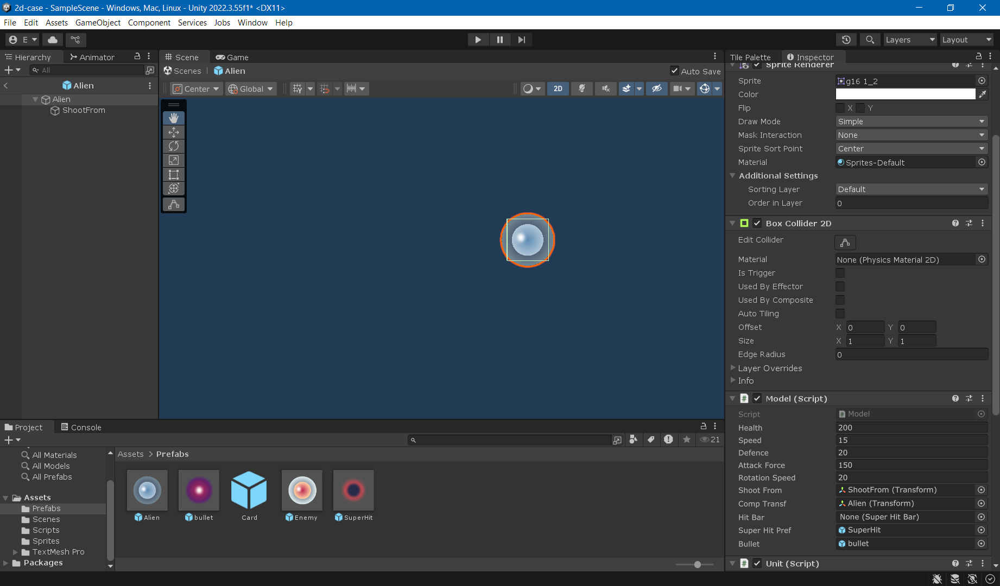 2d-case - SampleScene - Windows, Mac, Linux - Unity 2022.3.55f1* <DX11>
File Edit Assets GameObject Component Services Jobs Window Help
E Layers Layout
Hierarchy Animator
All
Alien
Alien
ShootFrom
Scene Game
Scenes Alien Auto Save
Center Global 2D
Tile Palette Inspector
Sprite Renderer
Sprite g16 1_2
Color
Flip X Y
Draw Mode Simple
Mask Interaction None
Sprite Sort Point Center
Material Sprites-Default
Additional Settings
Sorting Layer Default
Order in Layer 0
Box Collider 2D
Edit Collider
Material None (Physics Material 2D)
Is Trigger
Used By Effector
Used By Composite
Auto Tiling
Offset X 0 Y 0
Size X 1 Y 1
Edge Radius 0
Layer Overrides
Info
# Model (Script)
Script # Model
Health 200
Speed 15
Defence 20
Attack Force 150
Rotation Speed 20
Shoot From ShootFrom (Transform)
Comp Transf Alien (Transform)
Hit Bar None (Super Hit Bar)
Super Hit Pref SuperHit
Bullet bullet
# Unit (Script)
Project Console
21
All Materials
All Models
All Prefabs
Assets
Prefabs
Scenes
Scripts
Sprites
TextMesh Pro
Packages
Assets > Prefabs
Alien bullet Card Enemy SuperHit